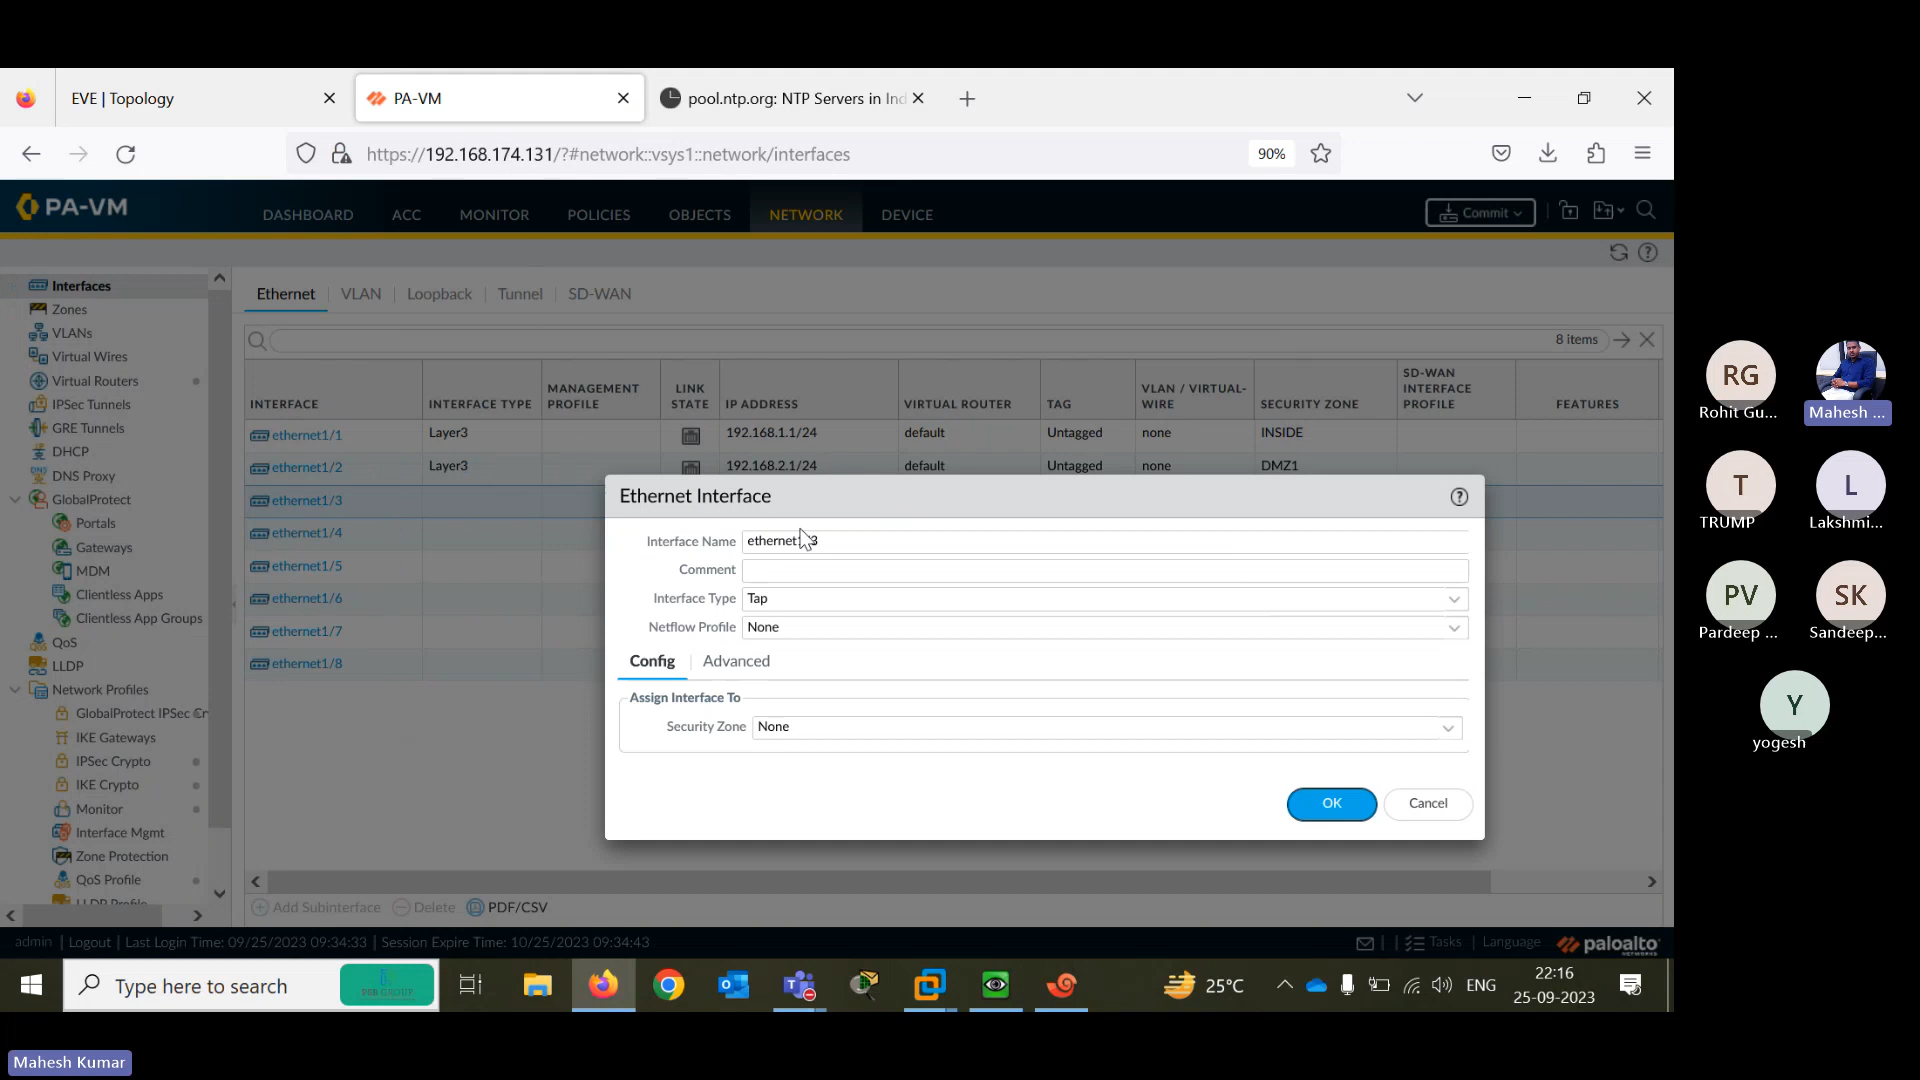 EVE | Topology
PA-VM
pool.ntp.org: NTP Servers in Ind
https://192.168.174.131/?#network::vsys1::network/interfaces
90%
PA-VM
DASHBOARD
ACC
MONITOR
POLICIES
OBJECTS
NETWORK
DEVICE
Commit
Interfaces
Zones
VLANs
Virtual Wires
Virtual Routers
IPSec Tunnels
GRE Tunnels
DHCP
DNS Proxy
GlobalProtect
Portals
Gateways
MDM
Clientless Apps
Clientless App Groups
QoS
LLDP
Network Profiles
GlobalProtect IPSec Cr
IKE Gateways
IPSec Crypto
IKE Crypto
Monitor
Interface Mgmt
Zone Protection
QoS Profile
LLDP Profile
Ethernet
VLAN
Loopback
Tunnel
SD-WAN
8 items
INTERFACE
INTERFACE TYPE
MANAGEMENT PROFILE
LINK STATE
IP ADDRESS
VIRTUAL ROUTER
TAG
VLAN / VIRTUAL-WIRE
SECURITY ZONE
SD-WAN INTERFACE PROFILE
FEATURES
ethernet1/1 Layer3 192.168.1.1/24 default Untagged none INSIDE
ethernet1/2 Layer3 192.168.2.1/24 default Untagged none DMZ1
ethernet1/3
ethernet1/4
ethernet1/5
ethernet1/6
ethernet1/7
ethernet1/8
Ethernet Interface
Interface Name ethernet1/3
Comment
Interface Type Tap
Netflow Profile None
Config
Advanced
Assign Interface To
Security Zone None
OK
Cancel
Add Subinterface
Delete
PDF/CSV
admin | Logout | Last Login Time: 09/25/2023 09:34:33 | Session Expire Time: 10/25/2023 09:34:43
Tasks
Language
paloalto
NETWORKS
Type here to search
PSB GROUP
25°C
ENG
22:16
25-09-2023
RG
Rohit Gu...
Mahesh ...
T
TRUMP
L
Lakshmi...
PV
Pardeep ...
SK
Sandeep...
Y
yogesh
Mahesh Kumar